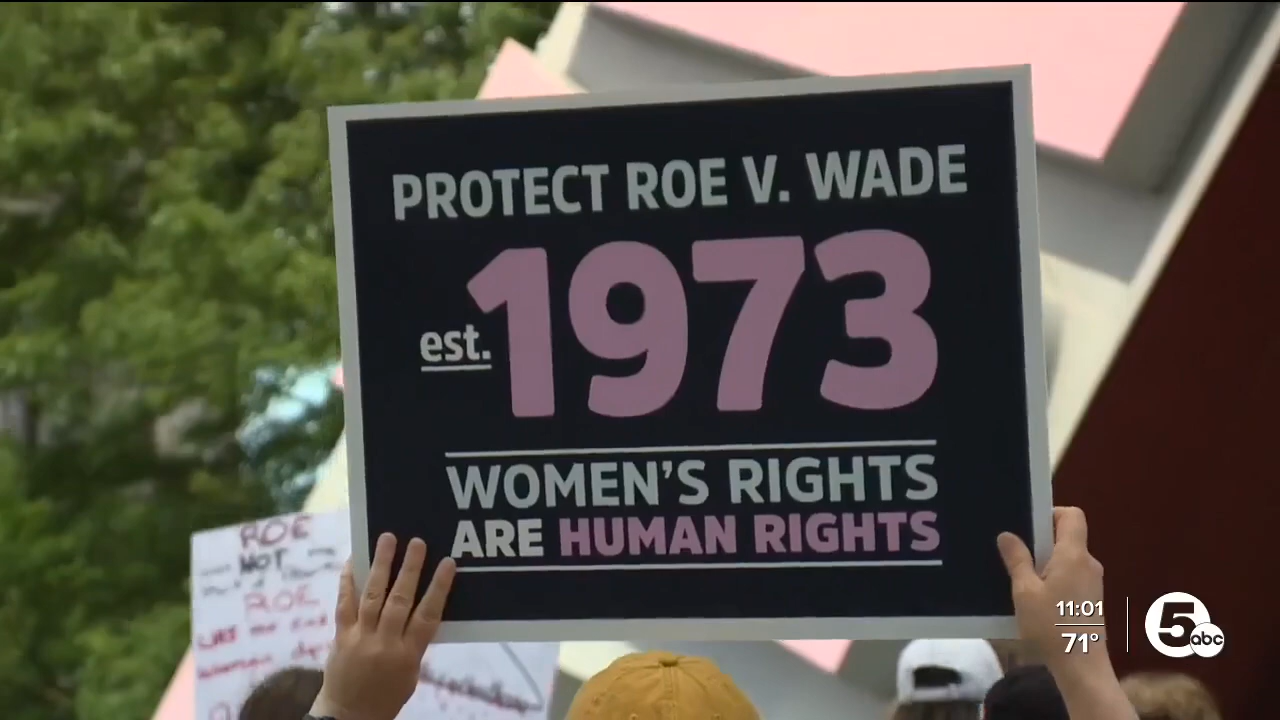 PROTECT ROE V. WADE
est. 1973
WOMEN'S RIGHTS
ARE HUMAN RIGHTS
ROE
NOT
ROE
11:01
71°
5 abc